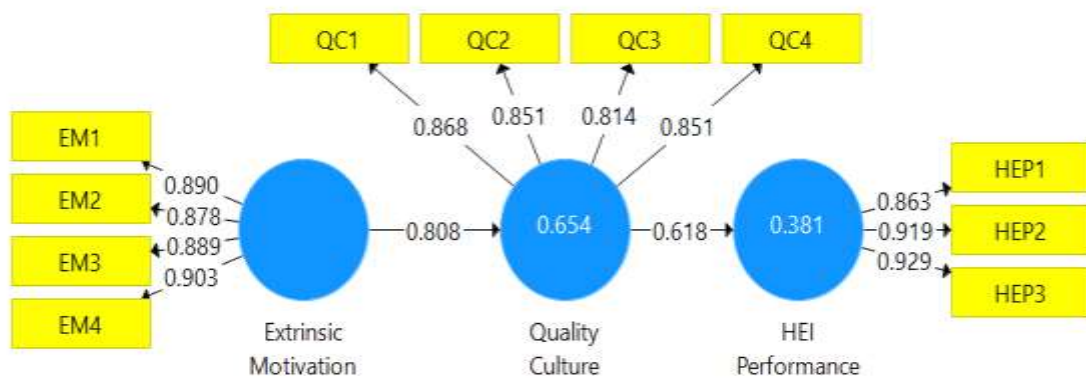 QC1 QC2 QC3 QC4
0.868 0.851 0.814 0.851
EM1
EM2
EM3
EM4
0.890
0.878
0.889
0.903
0.808
0.654
0.618
0.381
0.863
0.919
0.929
HEP1
HEP2
HEP3
Extrinsic
Motivation
Quality
Culture
HEI
Performance